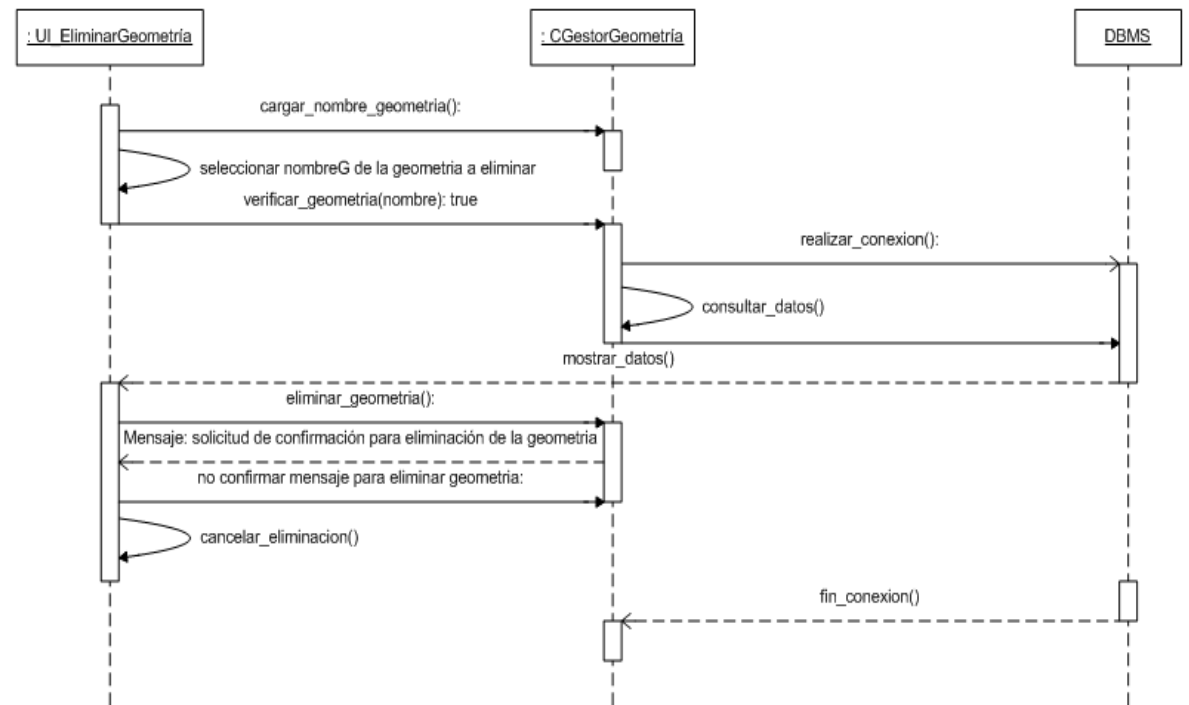 : UI_EliminarGeometría
: CGestorGeometría
DBMS
cargar_nombre_geometria():
seleccionar nombreG de la geometria a eliminar
verificar_geometria(nombre): true
realizar_conexion():
consultar_datos()
mostrar_datos()
eliminar_geometria():
Mensaje: solicitud de confirmación para eliminación de la geometria
no confirmar mensaje para eliminar geometria:
cancelar_eliminacion()
fin_conexion()